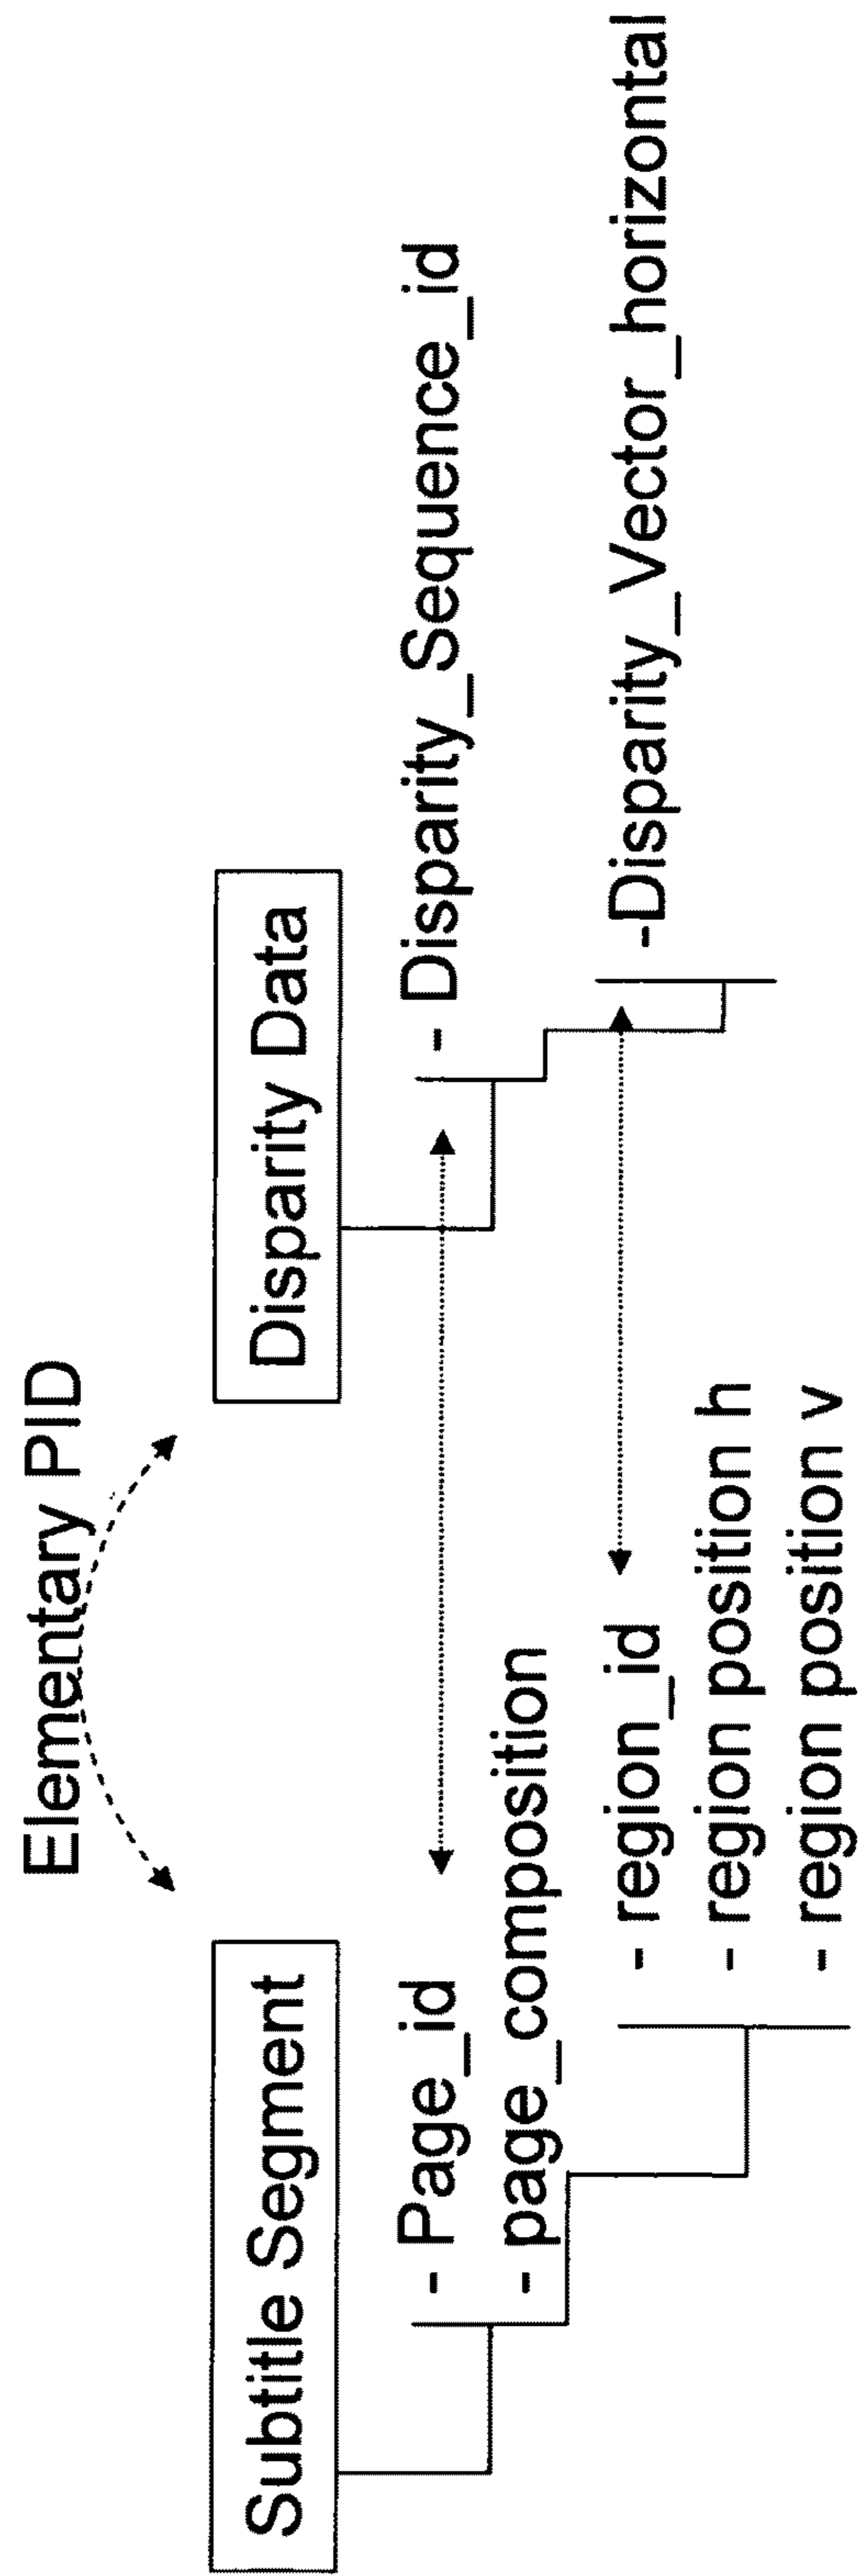 Elementary PID
Subtitle Segment
- Page_id
- page_composition
- region_id
- region position h
- region position v
Disparity Data
- Disparity_Sequence_id
-Disparity_Vector_horizontal